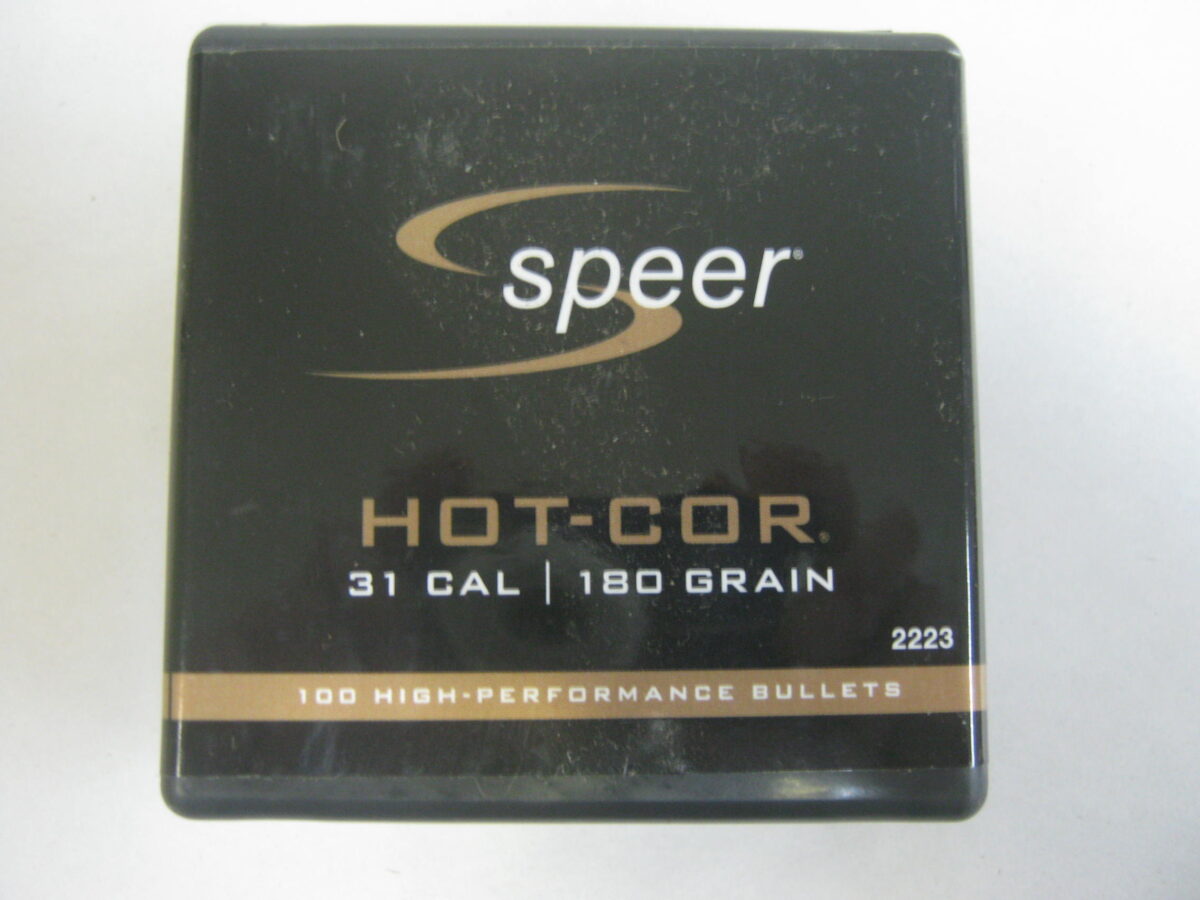 speer®
HOT-COR®
31 CAL | 180 GRAIN
2223
100 HIGH-PERFORMANCE BULLETS